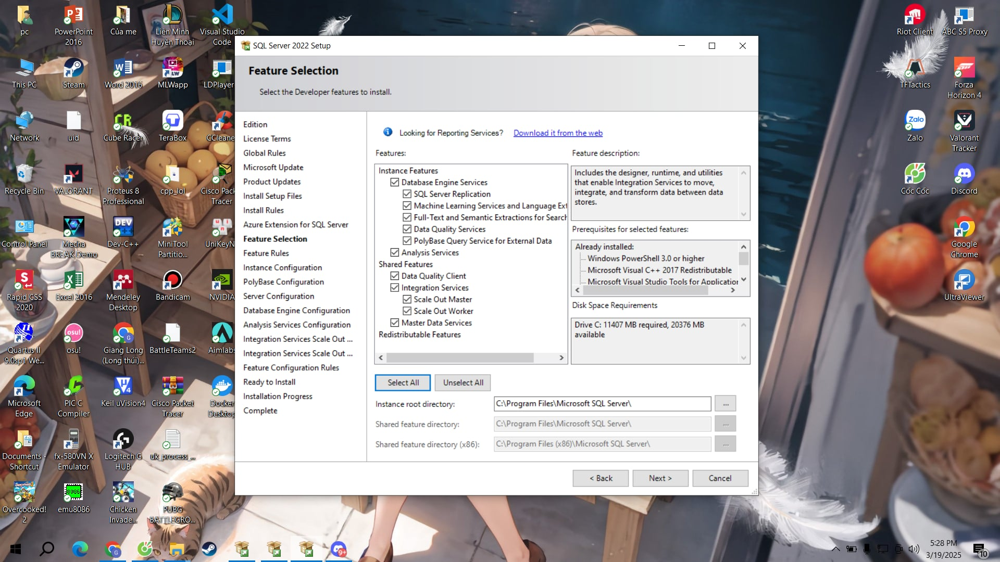 pc
PowerPoint
2016
Của mẹ
Liên Minh
Huyền Thoại
Visual Studio
Code
Riot Client
ABC S5 Proxy
This PC
Steam
Word 2016
MLWapp
LDPlayer
TFTactics
Forza
Horizon 4
Network
uid
Cube Racer
TeraBox
CCleane
Zalo
Zalo
Valorant
Tracker
Recycle Bin
VALORANT
Proteus 8
Professional
cpp_lol
Cisco Pack
Tracer
Cốc Cốc
Discord
Control Panel
Mecha
BREAK Demo
DEV
Dev-C++
MiniTool
Partitio...
UniKeyN
Google
Chrome
Rapid CSS
2020
Excel 2016
Mendeley
Desktop
Bandicam
NVIDIA
UltraViewer
Quartus II
9.0sp1 We...
osu!
osu!
Giang Long
(Long thúi)...
BattleTeams2
Aimlabs
Microsoft
Edge
PIC C
Compiler
Keil uVision4
Cisco Packet
Tracer
Docker
Desktop
Documents -
Shortcut
fx-580VN X
Emulator
Logitech G
HUB
uk_process_...
Overcooked!
2
8086
emu8086
Chicken
Invade...
PUBG
BATTLEGRO...
SQL Server 2022 Setup
Feature Selection
Select the Developer features to install.
Edition
License Terms
Global Rules
Microsoft Update
Product Updates
Install Setup Files
Install Rules
Azure Extension for SQL Server
Feature Selection
Feature Rules
Instance Configuration
PolyBase Configuration
Server Configuration
Database Engine Configuration
Analysis Services Configuration
Integration Services Scale Out ...
Integration Services Scale Out ...
Feature Configuration Rules
Ready to Install
Installation Progress
Complete
Looking for Reporting Services? Download it from the web
Features:
Instance Features
Database Engine Services
SQL Server Replication
Machine Learning Services and Language Ext
Full-Text and Semantic Extractions for Search
Data Quality Services
PolyBase Query Service for External Data
Analysis Services
Shared Features
Data Quality Client
Integration Services
Scale Out Master
Scale Out Worker
Master Data Services
Redistributable Features
Feature description:
Includes the designer, runtime, and utilities
that enable Integration Services to move,
integrate, and transform data between data
stores.
Prerequisites for selected features:
Already installed:
Windows PowerShell 3.0 or higher
Microsoft Visual C++ 2017 Redistributable
Microsoft Visual Studio Tools for Application
Disk Space Requirements
Drive C: 11407 MB required, 20376 MB
available
Select All
Unselect All
Instance root directory:
C:\Program Files\Microsoft SQL Server\
...
Shared feature directory:
C:\Program Files\Microsoft SQL Server\
...
Shared feature directory (x86):
C:\Program Files (x86)\Microsoft SQL Server\
...
< Back
Next >
Cancel
9+
5:28 PM
3/19/2025
10